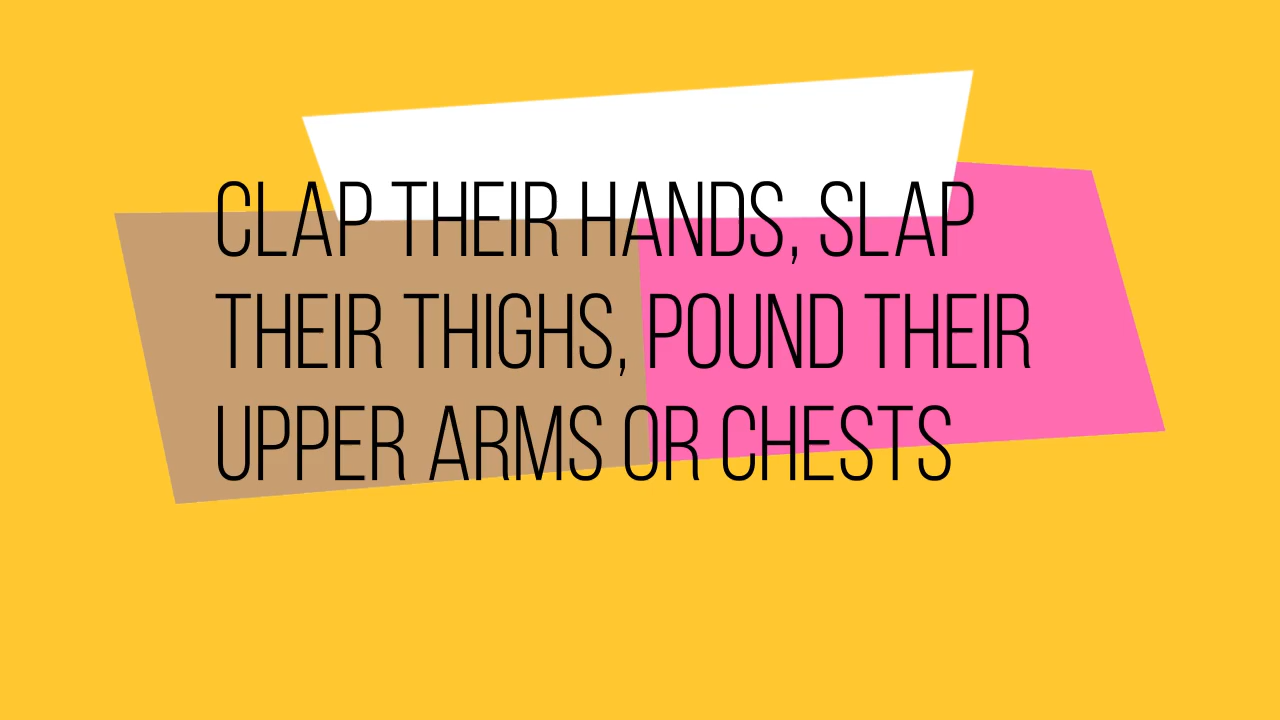 CLAP THEIR HANDS, SLAP
THEIR THIGHS, POUND THEIR
UPPER ARMS OR CHESTS